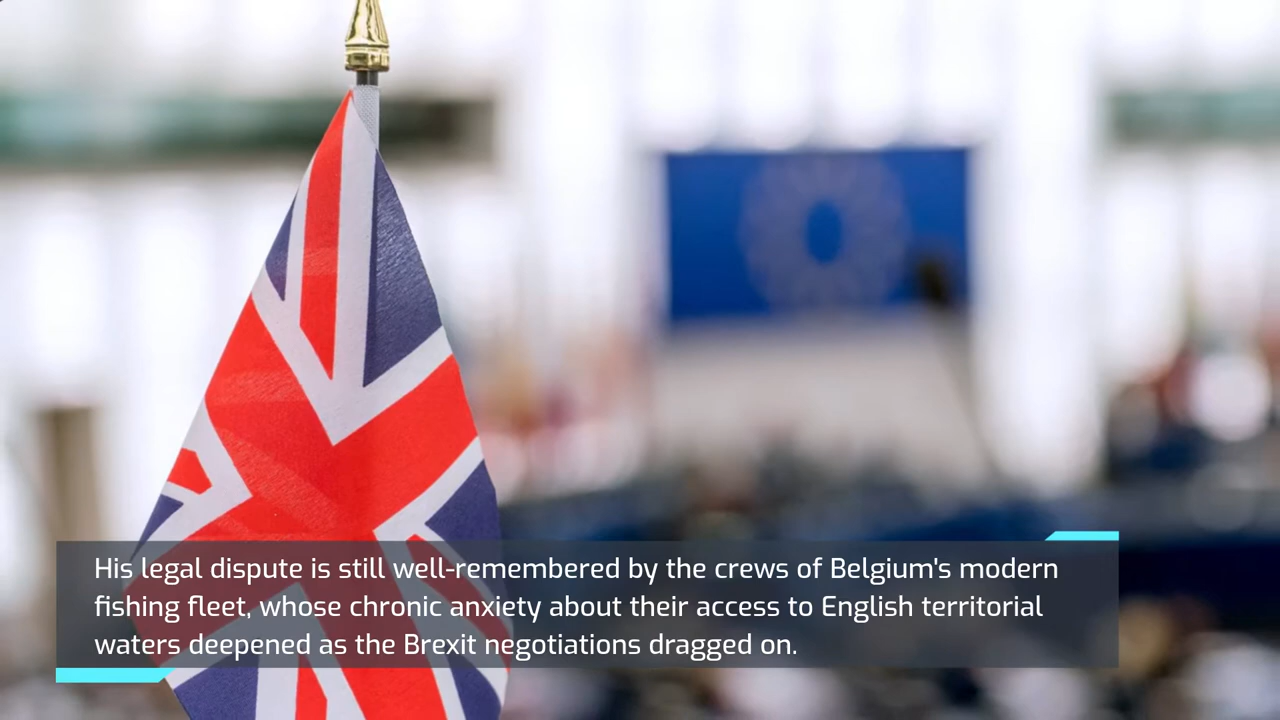 His legal dispute is still well-remembered by the crews of Belgium's modern
fishing fleet, whose chronic anxiety about their access to English territorial
waters deepened as the Brexit negotiations dragged on.